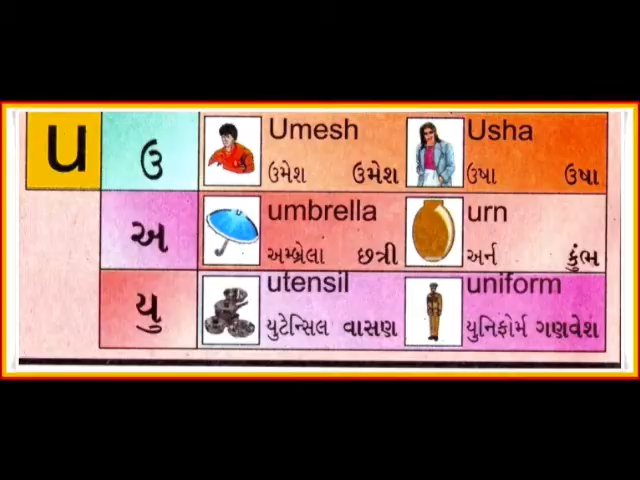 u
ઉ
Umesh
ઉમેશ ઉમેશ
Usha
ઉષા ઉષા
અ
umbrella
અમ્બ્રેલા છત્રી
urn
અર્ન કુંભ
યુ
utensil
યુટેન્સિલ વાસણ
uniform
યુનિફોર્મ ગણવેશ